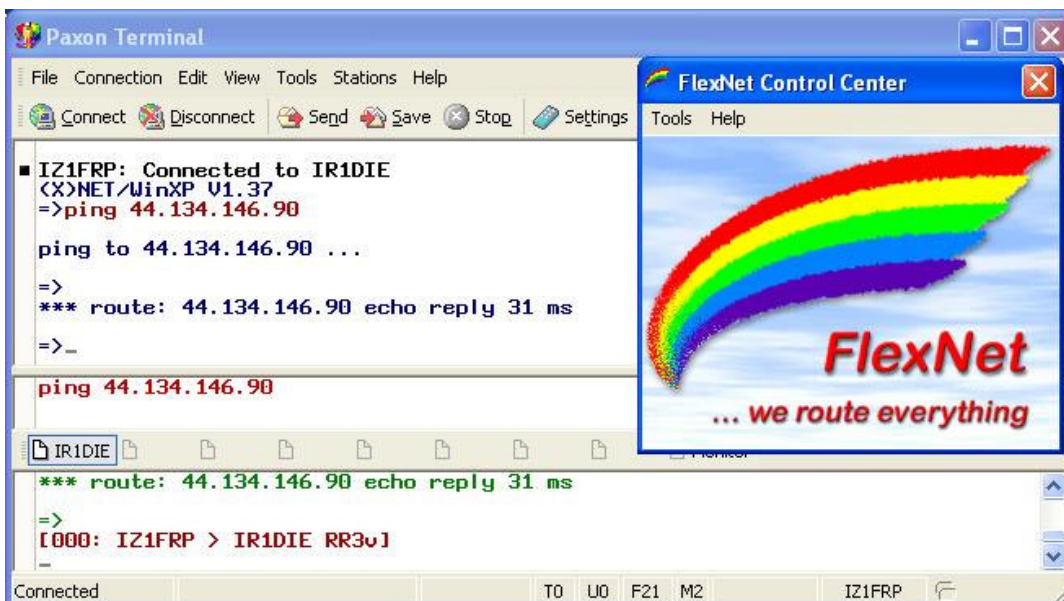 Paxon Terminal
File Connection Edit View Tools Stations Help
Connect Disconnect Send Save Stop Settings
IZ1FRP: Connected to IR1DIE
(X)NET/WinXP V1.37
=>ping 44.134.146.90
ping to 44.134.146.90 ...
=>
*** route: 44.134.146.90 echo reply 31 ms
=>_
ping 44.134.146.90
IR1DIE
Monitor
*** route: 44.134.146.90 echo reply 31 ms
=>
[000: IZ1FRP > IR1DIE RR3v]
Connected T0 U0 F21 M2 IZ1FRP
FlexNet Control Center
Tools Help
FlexNet
... we route everything